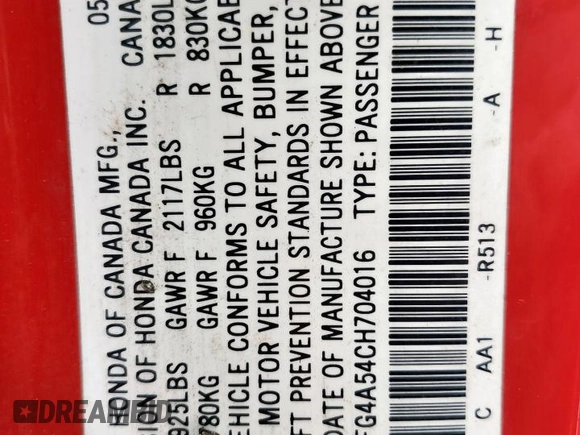 05
HONDA OF CANADA MFG.,
SION OF HONDA CANADA INC. CANA
925LBS GAWR F 2117LBS R 1830L
780KG GAWR F 960KG R 830KG
EHICLE CONFORMS TO ALL APPLICAB
MOTOR VEHICLE SAFETY, BUMPER,
FT PREVENTION STANDARDS IN EFFECT
DATE OF MANUFACTURE SHOWN ABOVE
FG4A54CH704016 TYPE: PASSENGER
C AA1 -R513 -A -H
DREAMBID